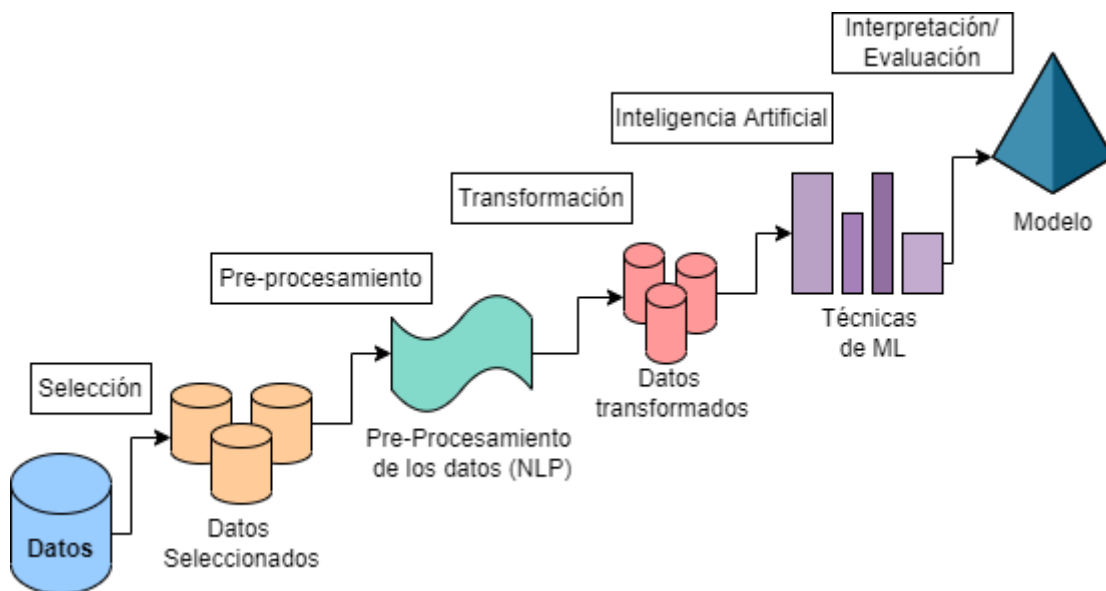 Interpretación/
Evaluación
Inteligencia Artificial
Modelo
Transformación
Técnicas
de ML
Pre-procesamiento
Datos
transformados
Selección
Pre-Procesamiento
de los datos (NLP)
Datos
Seleccionados
Datos